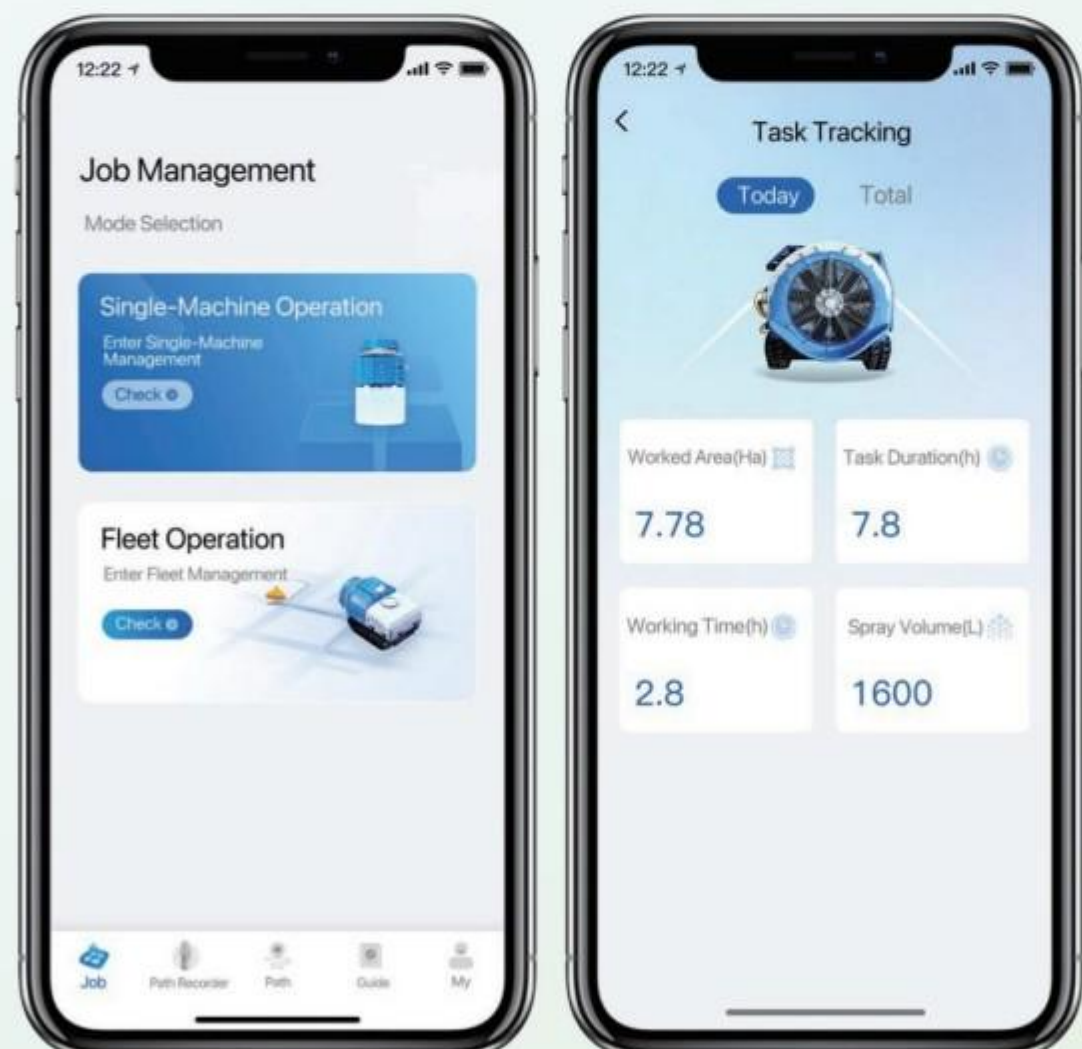 12:22
Job Management
Mode Selection
Single-Machine Operation
Enter Single-Machine
Management
Check
Fleet Operation
Enter Fleet Management
Check
Job
Path Recorder
Path
Guide
My
12:22
Task Tracking
Today
Total
Worked Area(Ha)
7.78
Task Duration(h)
7.8
Working Time(h)
2.8
Spray Volume(L)
1600